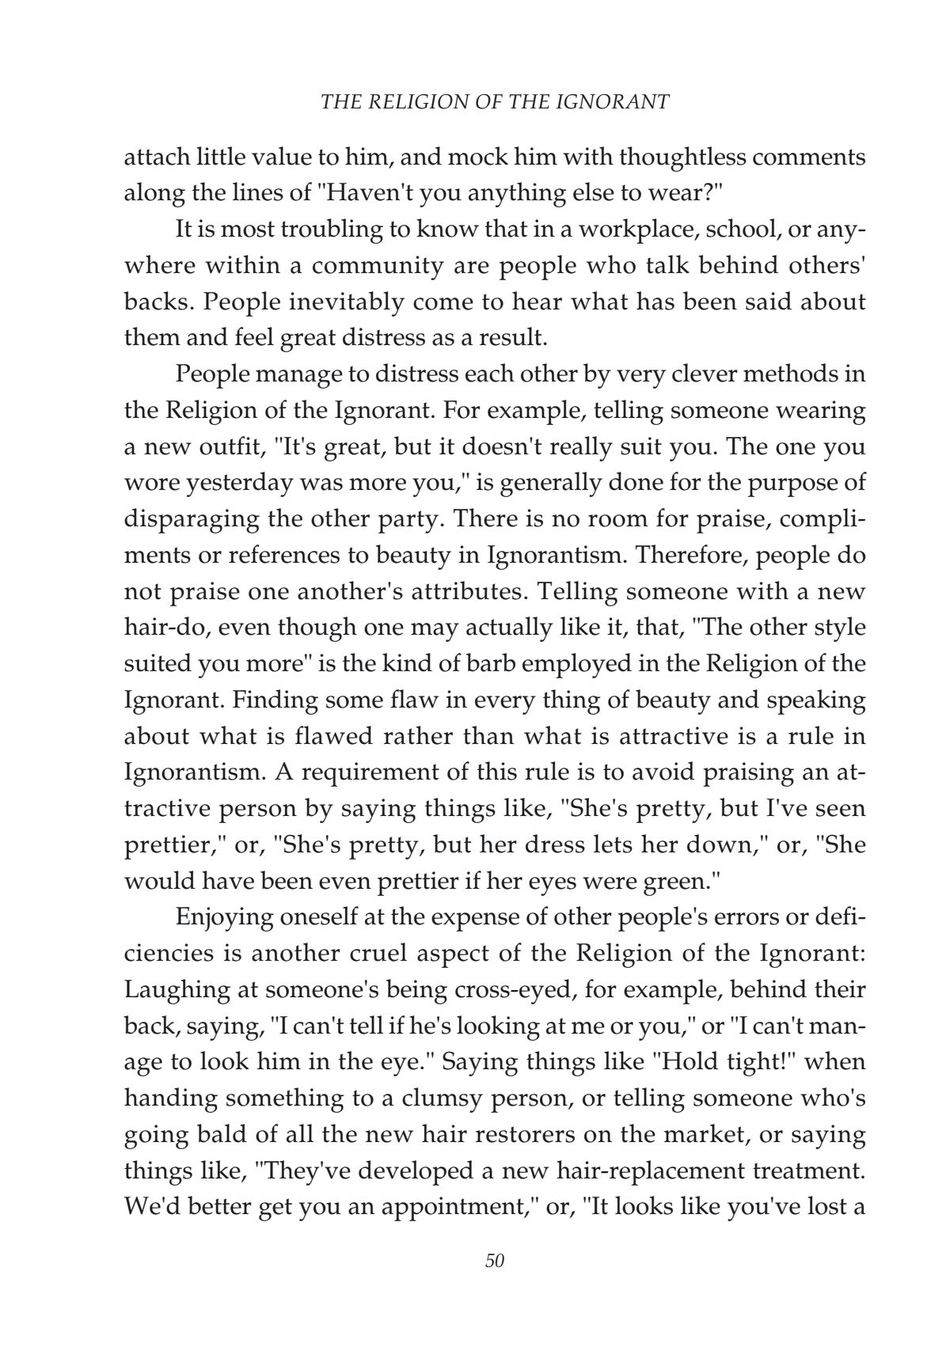 THE RELIGION OF THE IGNORANT
attach little value to him, and mock him with thoughtless comments
along the lines of "Haven't you anything else to wear?"
It is most troubling to know that in a workplace, school, or any-
where within a community are people who talk behind others'
backs. People inevitably come to hear what has been said about
them and feel great distress as a result.
People manage to distress each other by very clever methods in
the Religion of the Ignorant. For example, telling someone wearing
a new outfit, "It's great, but it doesn't really suit you. The one you
wore yesterday was more you," is generally done for the purpose of
disparaging the other party. There is no room for praise, compli-
ments or references to beauty in Ignorantism. Therefore, people do
not praise one another's attributes. Telling someone with a new
hair-do, even though one may actually like it, that, "The other style
suited you more" is the kind of barb employed in the Religion of the
Ignorant. Finding some flaw in every thing of beauty and speaking
about what is flawed rather than what is attractive is a rule in
Ignorantism. A requirement of this rule is to avoid praising an at-
tractive person by saying things like, "She's pretty, but I've seen
prettier," or, "She's pretty, but her dress lets her down," or, "She
would have been even prettier if her eyes were green."
Enjoying oneself at the expense of other people's errors or defi-
ciencies is another cruel aspect of the Religion of the Ignorant:
Laughing at someone's being cross-eyed, for example, behind their
back, saying, "I can't tell if he's looking at me or you," or "I can't man-
age to look him in the eye." Saying things like "Hold tight!" when
handing something to a clumsy person, or telling someone who's
going bald of all the new hair restorers on the market, or saying
things like, "They've developed a new hair-replacement treatment.
We'd better get you an appointment," or, "It looks like you've lost a
50